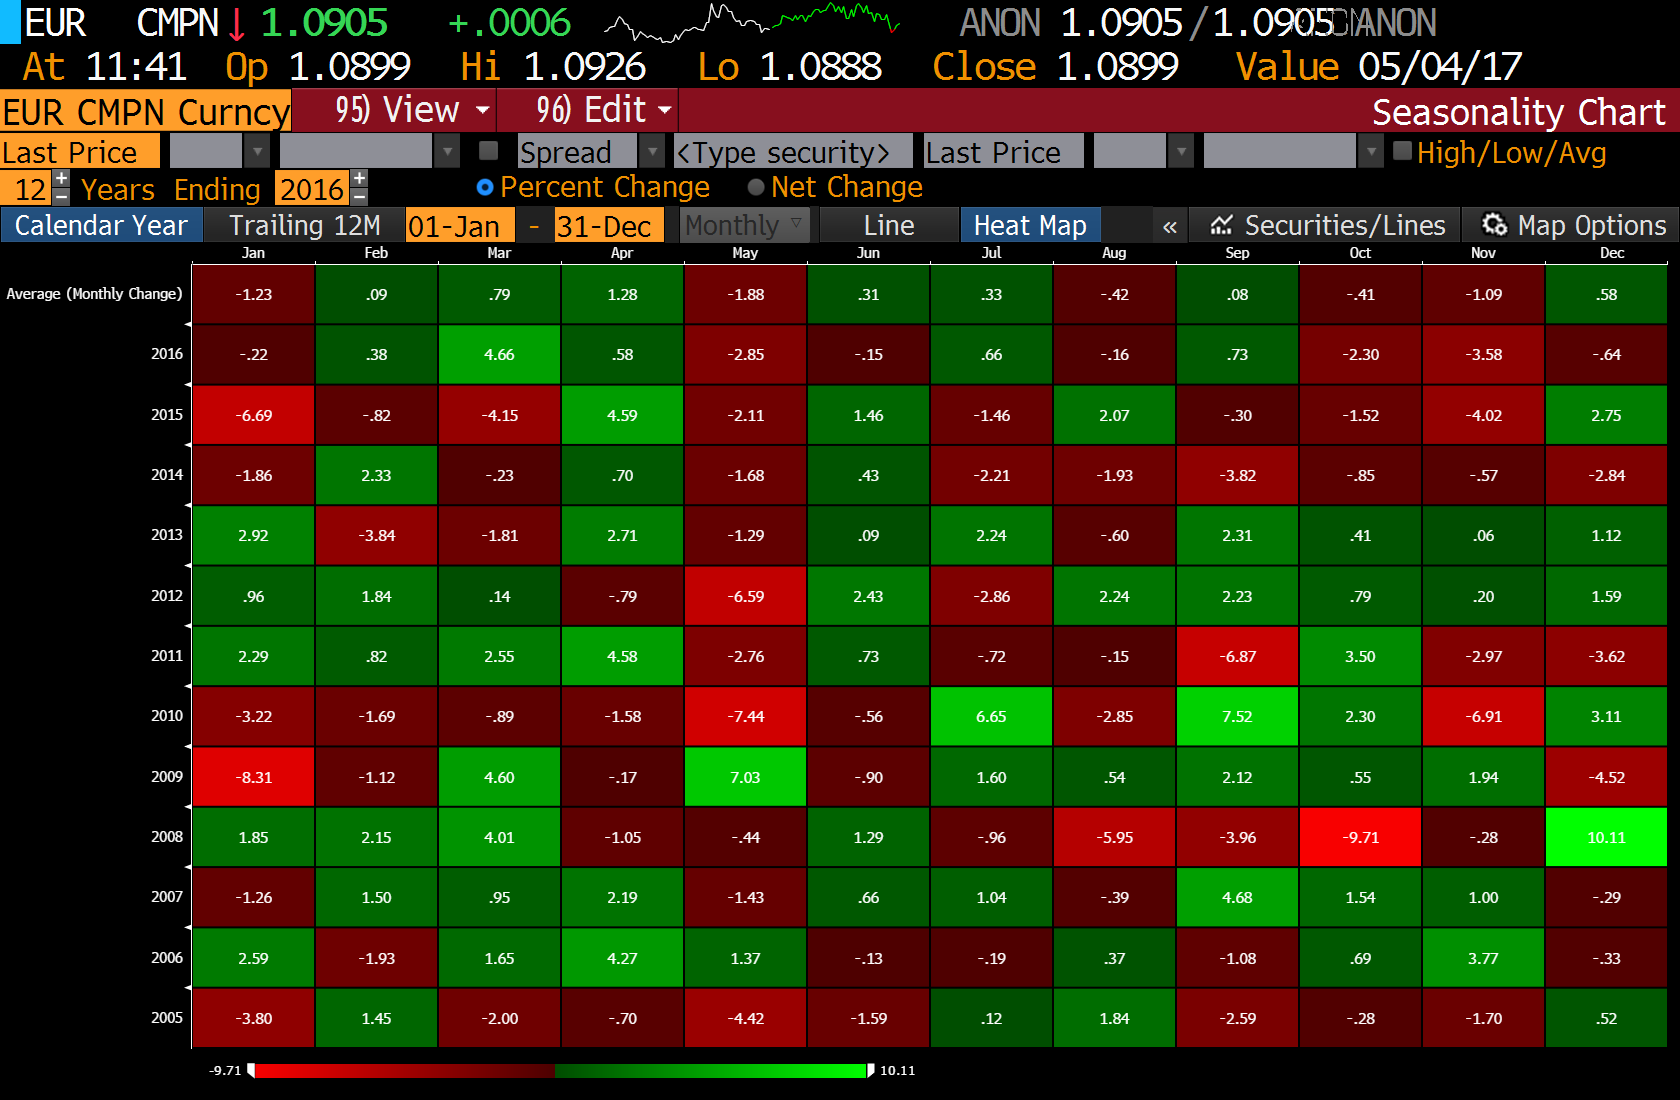 EUR CMPN 1.0905 +.0006 ANON 1.0905/1.0905 ANON
At 11:41 Op 1.0899 Hi 1.0926 Lo 1.0888 Close 1.0899 Value 05/04/17
EUR CMPN Curncy 95) View 96) Edit Seasonality Chart
Last Price Spread <Type security> Last Price High/Low/Avg
12 + - Years Ending 2016 + - Percent Change Net Change
Calendar Year Trailing 12M 01-Jan - 31-Dec Monthly Line Heat Map « Securities/Lines Map Options
Jan Feb Mar Apr May Jun Jul Aug Sep Oct Nov Dec
Average (Monthly Change) -1.23 .09 .79 1.28 -1.88 .31 .33 -.42 .08 -.41 -1.09 .58
2016 -.22 .38 4.66 .58 -2.85 -.15 .66 -.16 .73 -2.30 -3.58 -.64
2015 -6.69 -.82 -4.15 4.59 -2.11 1.46 -1.46 2.07 -.30 -1.52 -4.02 2.75
2014 -1.86 2.33 -.23 .70 -1.68 .43 -2.21 -1.93 -3.82 -.85 -.57 -2.84
2013 2.92 -3.84 -1.81 2.71 -1.29 .09 2.24 -.60 2.31 .41 .06 1.12
2012 .96 1.84 .14 -.79 -6.59 2.43 -2.86 2.24 2.23 .79 .20 1.59
2011 2.29 .82 2.55 4.58 -2.76 .73 -.72 -.15 -6.87 3.50 -2.97 -3.62
2010 -3.22 -1.69 -.89 -1.58 -7.44 -.56 6.65 -2.85 7.52 2.30 -6.91 3.11
2009 -8.31 -1.12 4.60 -.17 7.03 -.90 1.60 .54 2.12 .55 1.94 -4.52
2008 1.85 2.15 4.01 -1.05 -.44 1.29 -.96 -5.95 -3.96 -9.71 -.28 10.11
2007 -1.26 1.50 .95 2.19 -1.43 .66 1.04 -.39 4.68 1.54 1.00 -.29
2006 2.59 -1.93 1.65 4.27 1.37 -.13 -.19 .37 -1.08 .69 3.77 -.33
2005 -3.80 1.45 -2.00 -.70 -4.42 -1.59 .12 1.84 -2.59 -.28 -1.70 .52
-9.71 10.11